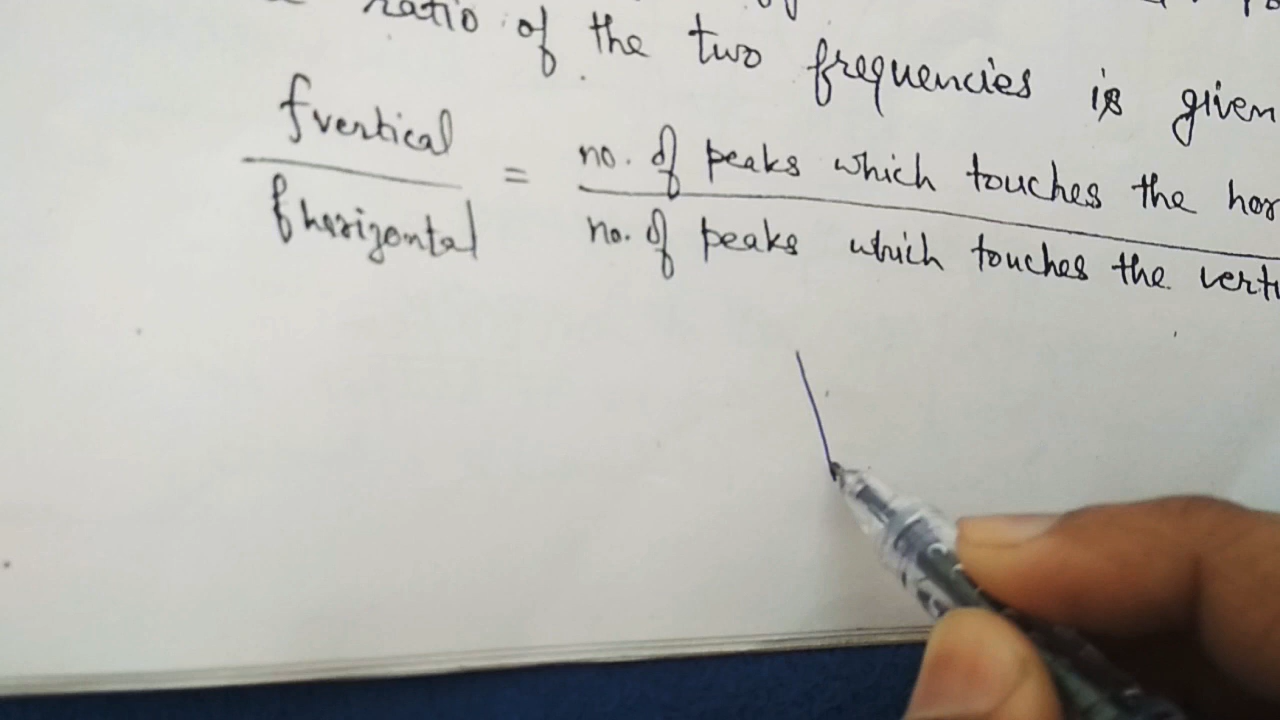 ratio of the two frequencies is given
fvertical / fhorizontal = no. of peaks which touches the hor / no. of peaks which touches the verti